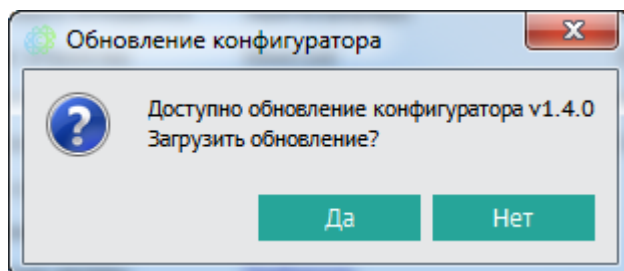 Обновление конфигуратора
Доступно обновление конфигуратора v1.4.0
Загрузить обновление?
Да Нет